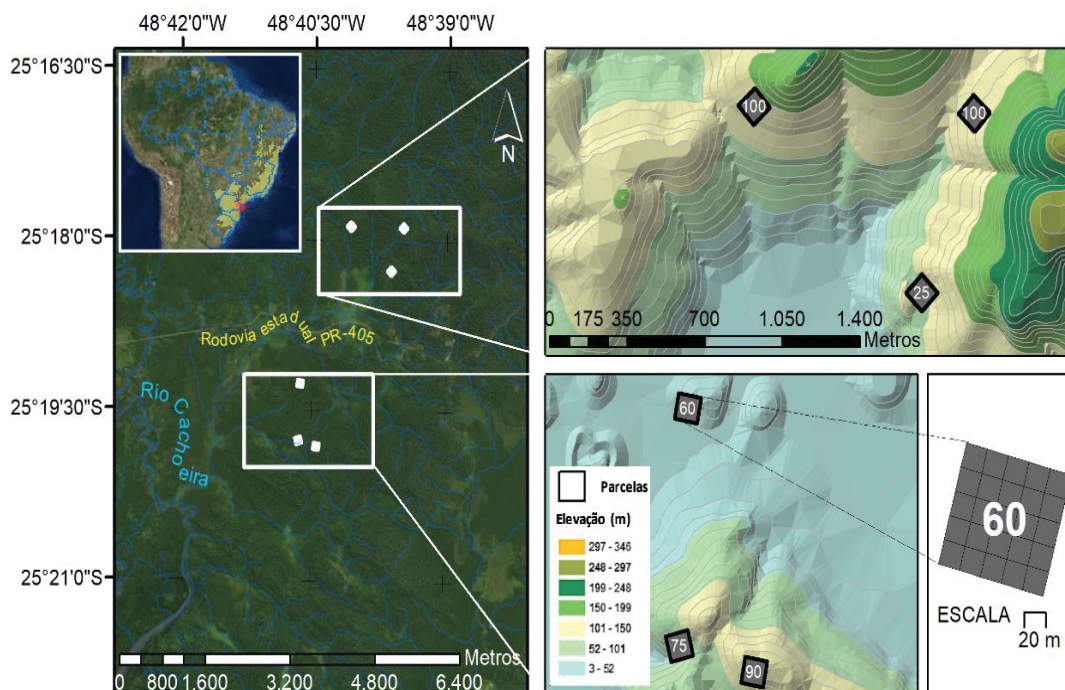 48°42'0"W 48°40'30"W 48°39'0"W
25°16'30"S
25°18'0"S
25°19'30"S
25°21'0"S
N
Rodovia estadual PR-405
Rio Cachoeira
Metros
0 800 1.600 3.200 4.800 6.400
100
100
25
0 175 350 700 1.050 1.400
Metros
60
75
90
Parcelas
Elevação (m)
297 - 346
248 - 297
199 - 248
150 - 199
101 - 150
52 - 101
3 - 52
60
ESCALA
20 m